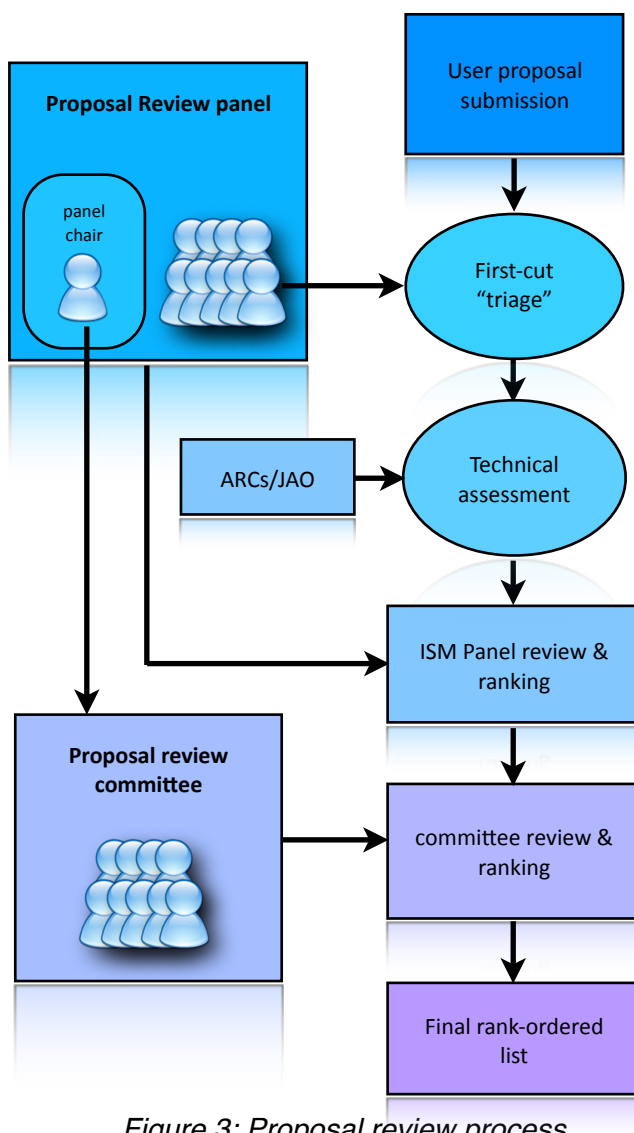 User proposal
submission
Proposal Review panel
panel
chair
First-cut
“triage”
ARCs/JAO
Technical
assessment
ISM Panel review &
ranking
Proposal review
committee
committee review &
ranking
Final rank-ordered
list
Figure 3: Proposal review process